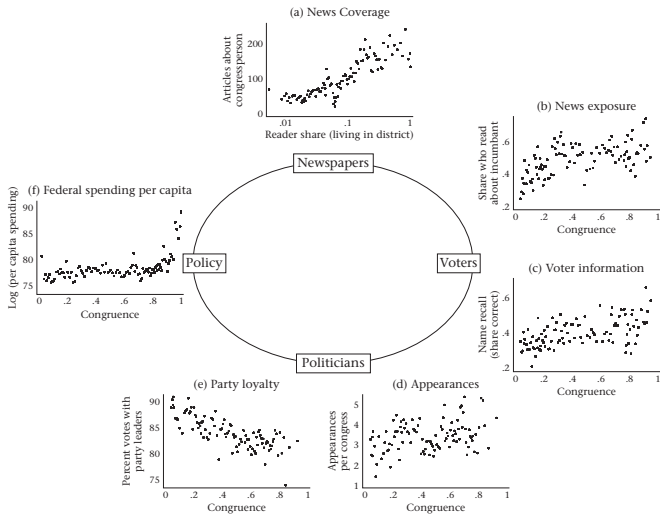 (a) News Coverage
Articles about
congressperson
200
100
0
.01 .1 1
Reader share (living in district)
(b) News exposure
Share who read
about incumbant
.6
.4
.2
0 .2 .4 .6 .8 1
Congruence
Newspapers
(f) Federal spending per capita
Log (per capita spending)
90
85
80
75
0 .2 .4 .6 .8 1
Congruence
Policy
Voters
(c) Voter information
Name recall
(share correct)
.6
.4
.2
0 .2 .4 .6 .8 1
Congruence
Politicians
(e) Party loyalty
Percent votes with
party leaders
90
85
80
75
0 .2 .4 .6 .8 1
Congruence
(d) Appearances
Appearances
per congress
5
4
3
2
1
0 .2 .4 .6 .8 1
Congruence